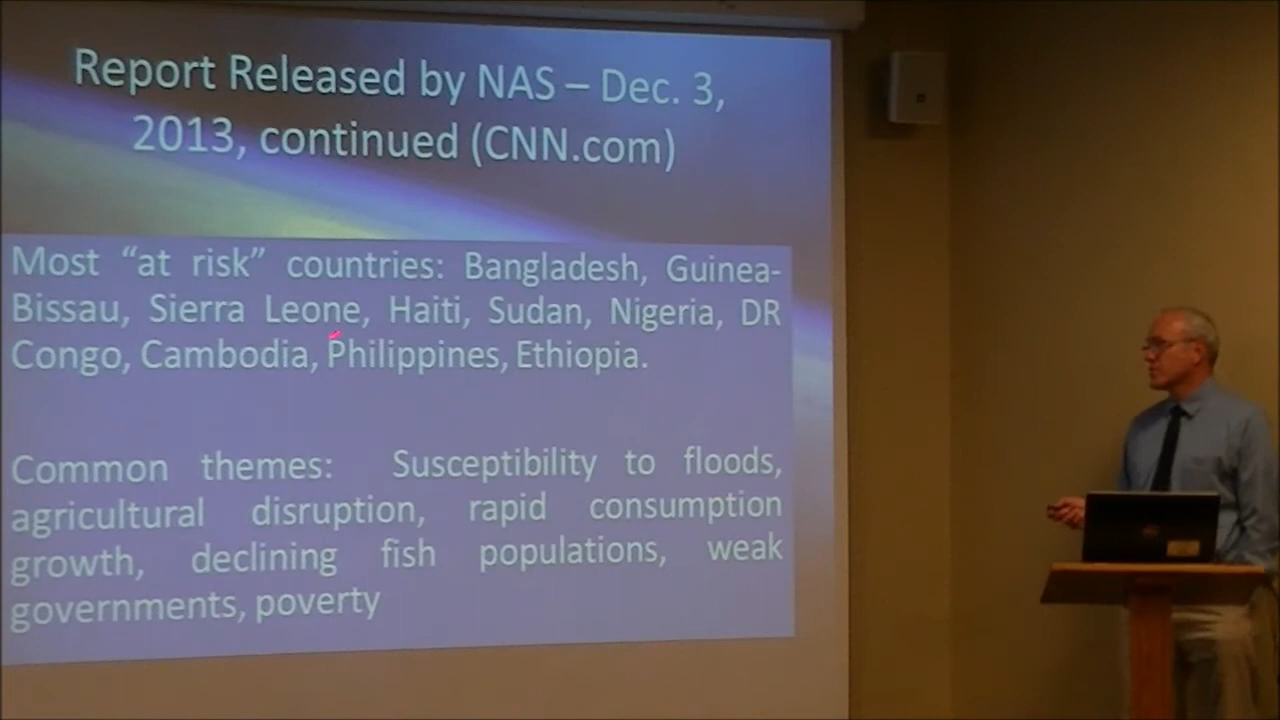 Report Released by NAS – Dec. 3,
2013, continued (CNN.com)
Most “at risk” countries: Bangladesh, Guinea-
Bissau, Sierra Leone, Haiti, Sudan, Nigeria, DR
Congo, Cambodia, Philippines, Ethiopia.
Common themes: Susceptibility to floods,
agricultural disruption, rapid consumption
growth, declining fish populations, weak
governments, poverty